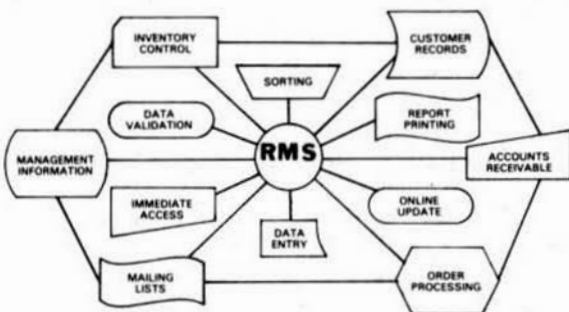 INVENTORY
CONTROL
CUSTOMER
RECORDS
SORTING
DATA
VALIDATION
REPORT
PRINTING
RMS
MANAGEMENT
INFORMATION
ACCOUNTS
RECEIVABLE
IMMEDIATE
ACCESS
ONLINE
UPDATE
DATA
ENTRY
MAILING
LISTS
ORDER
PROCESSING